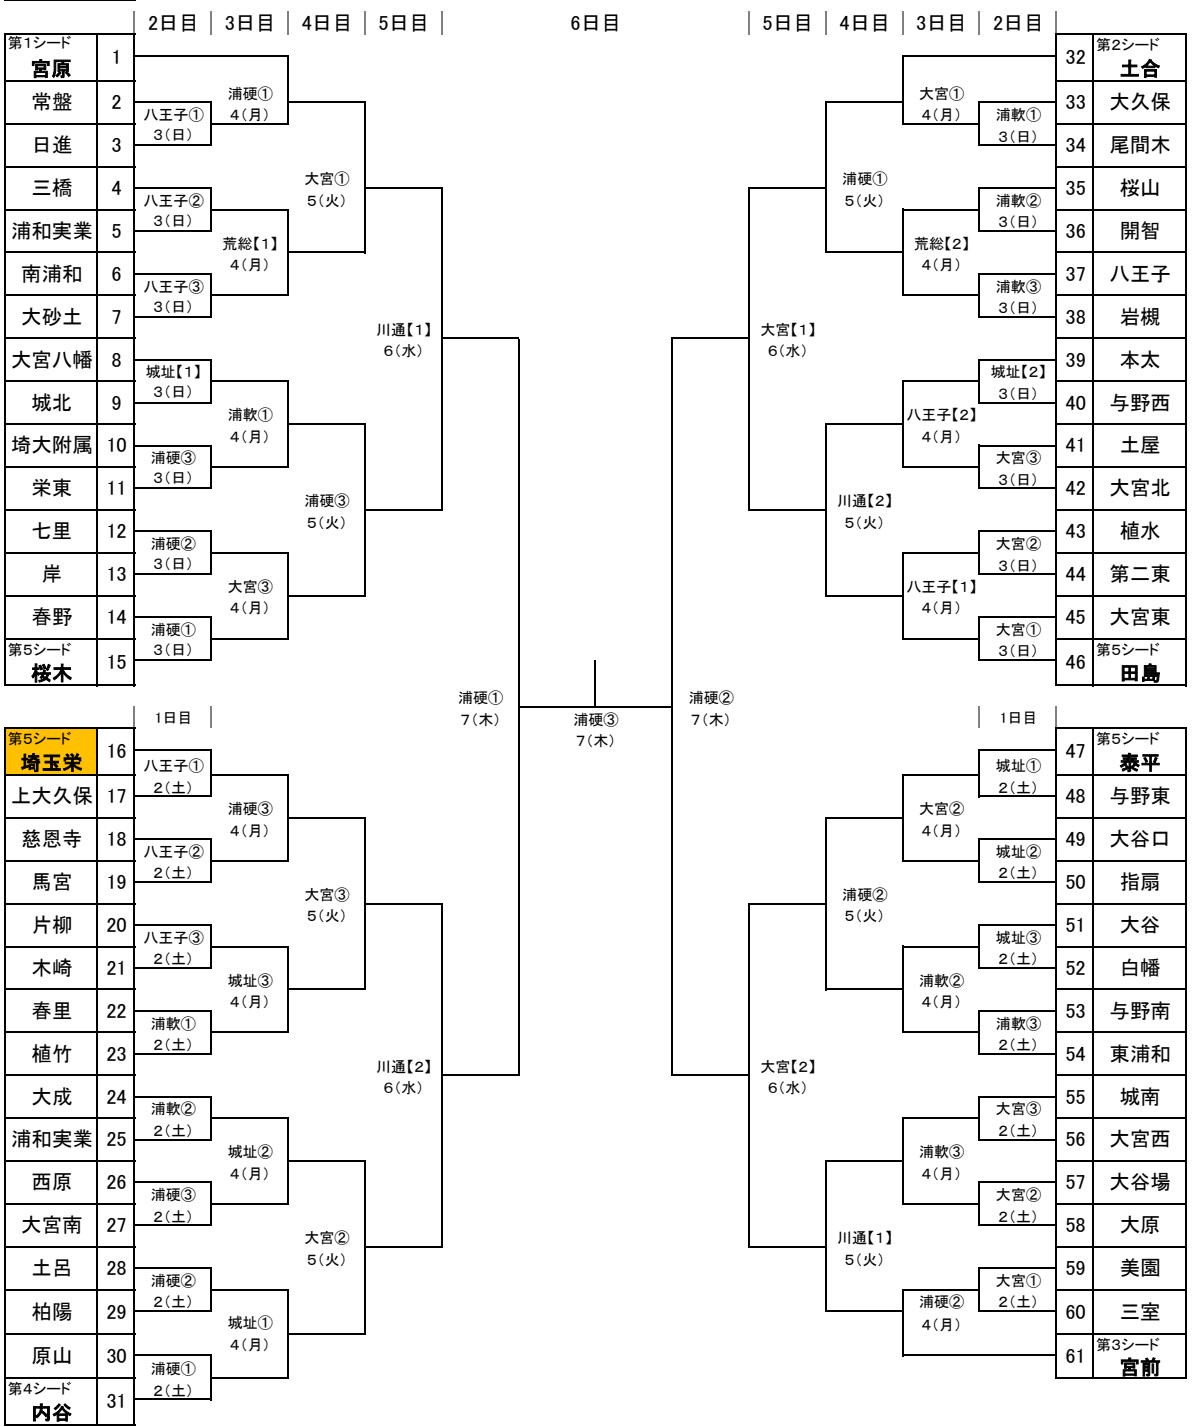 2日目 3日目 4日目 5日目 6日目 5日目 4日目 3日目 2日目
第1シード
宮原 1
常盤 2
日進 3
三橋 4
浦和実業 5
南浦和 6
大砂土 7
大宮八幡 8
城北 9
埼大附属 10
栄東 11
七里 12
岸 13
春野 14
第5シード
桜木 15
八王子①
3(日)
八王子②
3(日)
八王子③
3(日)
城址【1】
3(日)
浦硬③
3(日)
浦硬②
3(日)
浦硬①
3(日)
浦硬①
4(月)
荒総【1】
4(月)
浦軟①
4(月)
大宮③
4(月)
大宮①
5(火)
浦硬③
5(火)
川通【1】
6(水)
1日目
第5シード
埼玉栄 16
上大久保 17
慈恩寺 18
馬宮 19
片柳 20
木崎 21
春里 22
植竹 23
大成 24
浦和実業 25
西原 26
大宮南 27
土呂 28
柏陽 29
原山 30
第4シード
内谷 31
八王子①
2(土)
八王子②
2(土)
八王子③
2(土)
浦軟①
2(土)
浦軟②
2(土)
浦硬③
2(土)
浦硬②
2(土)
浦硬①
2(土)
浦硬③
4(月)
城址③
4(月)
城址②
4(月)
城址①
4(月)
大宮③
5(火)
大宮②
5(火)
川通【2】
6(水)
浦硬①
7(木)
浦硬③
7(木)
浦硬②
7(木)
大宮【1】
6(水)
浦硬①
5(火)
川通【2】
5(火)
大宮①
4(月)
荒総【2】
4(月)
八王子【2】
4(月)
八王子【1】
4(月)
浦軟①
3(日)
浦軟②
3(日)
浦軟③
3(日)
城址【2】
3(日)
大宮③
3(日)
大宮②
3(日)
大宮①
3(日)
第2シード
32 土合
33 大久保
34 尾間木
35 桜山
36 開智
37 八王子
38 岩槻
39 本太
40 与野西
41 土屋
42 大宮北
43 植水
44 第二東
45 大宮東
第5シード
46 田島
大宮【2】
6(水)
浦硬②
5(火)
川通【1】
5(火)
大宮②
4(月)
浦軟②
4(月)
浦軟③
4(月)
浦硬②
4(月)
1日目
城址①
2(土)
城址②
2(土)
城址③
2(土)
浦軟③
2(土)
大宮③
2(土)
大宮②
2(土)
大宮①
2(土)
第5シード
47 泰平
48 与野東
49 大谷口
50 指扇
51 大谷
52 白幡
53 与野南
54 東浦和
55 城南
56 大宮西
57 大谷場
58 大原
59 美園
60 三室
第3シード
61 宮前